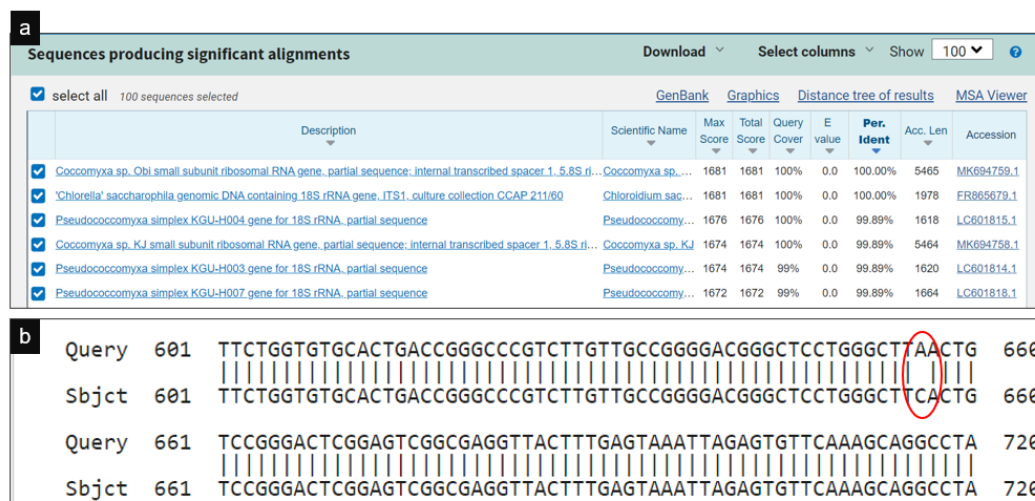 a
Sequences producing significant alignments Download Select columns Show 100
select all 100 sequences selected GenBank Graphics Distance tree of results MSA Viewer
Description Scientific Name Max Score Total Score Query Cover E value Per. Ident Acc. Len Accession
Coccomyxa sp. Obi small subunit ribosomal RNA gene, partial sequence; internal transcribed spacer 1, 5.8S ri... Coccomyxa sp. ... 1681 1681 100% 0.0 100.00% 5465 MK694759.1
'Chlorella' saccharophila genomic DNA containing 18S rRNA gene, ITS1, culture collection CCAP 211/60 Chloroidium sac... 1681 1681 100% 0.0 100.00% 1978 FR865679.1
Pseudococcomyxa simplex KGU-H004 gene for 18S rRNA, partial sequence Pseudococcomy... 1676 1676 100% 0.0 99.89% 1618 LC601815.1
Coccomyxa sp. KJ small subunit ribosomal RNA gene, partial sequence; internal transcribed spacer 1, 5.8S ri... Coccomyxa sp. KJ 1674 1674 100% 0.0 99.89% 5464 MK694758.1
Pseudococcomyxa simplex KGU-H003 gene for 18S rRNA, partial sequence Pseudococcomy... 1674 1674 99% 0.0 99.89% 1620 LC601814.1
Pseudococcomyxa simplex KGU-H007 gene for 18S rRNA, partial sequence Pseudococcomy... 1672 1672 99% 0.0 99.89% 1664 LC601818.1
b
Query 601 TTCTGGTGTGCACTGACCGGGCCCGTCTTGTTGCCGGGGACGGGCTCCTGGGCTTAACTG 660
Sbjct 601 TTCTGGTGTGCACTGACCGGGCCCGTCTTGTTGCCGGGGACGGGCTCCTGGGCTTCACTG 660
Query 661 TCCGGGACTCGGAGTCGGCGAGGTTACTTTGAGTAAATTAGAGTGTTCAAAGCAGGCCTA 720
Sbjct 661 TCCGGGACTCGGAGTCGGCGAGGTTACTTTGAGTAAATTAGAGTGTTCAAAGCAGGCCTA 720